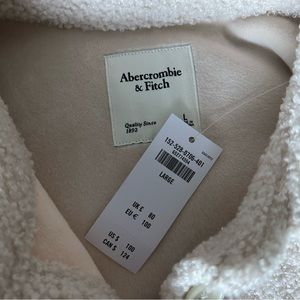 Abercrombie
& Fitch
Quality Since
1892
152-528-0706-401
LARGE
UK £ 80
EU € 100
US $ 100
CAN $ 124